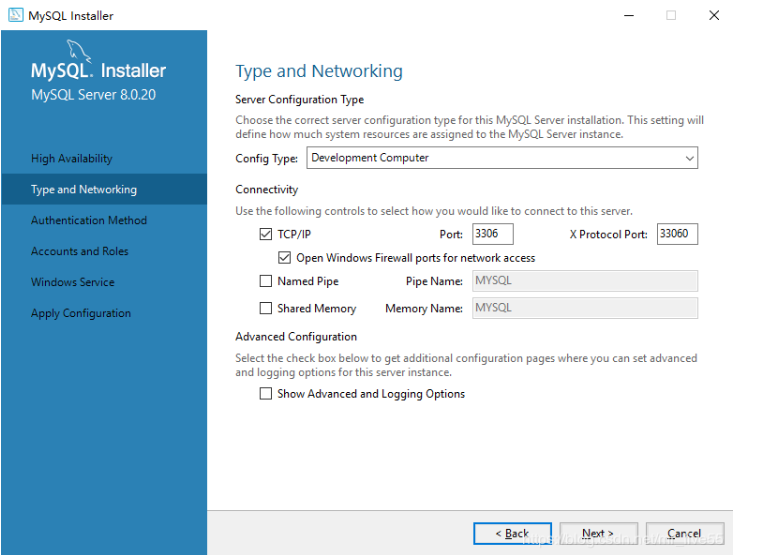 MySQL Installer
MySQL. Installer
MySQL Server 8.0.20
High Availability
Type and Networking
Authentication Method
Accounts and Roles
Windows Service
Apply Configuration
Type and Networking
Server Configuration Type
Choose the correct server configuration type for this MySQL Server installation. This setting will
define how much system resources are assigned to the MySQL Server instance.
Config Type: Development Computer
Connectivity
Use the following controls to select how you would like to connect to this server.
TCP/IP Port: 3306 X Protocol Port: 33060
Open Windows Firewall ports for network access
Named Pipe Pipe Name: MYSQL
Shared Memory Memory Name: MYSQL
Advanced Configuration
Select the check box below to get additional configuration pages where you can set advanced
and logging options for this server instance.
Show Advanced and Logging Options
< Back Next > Cancel